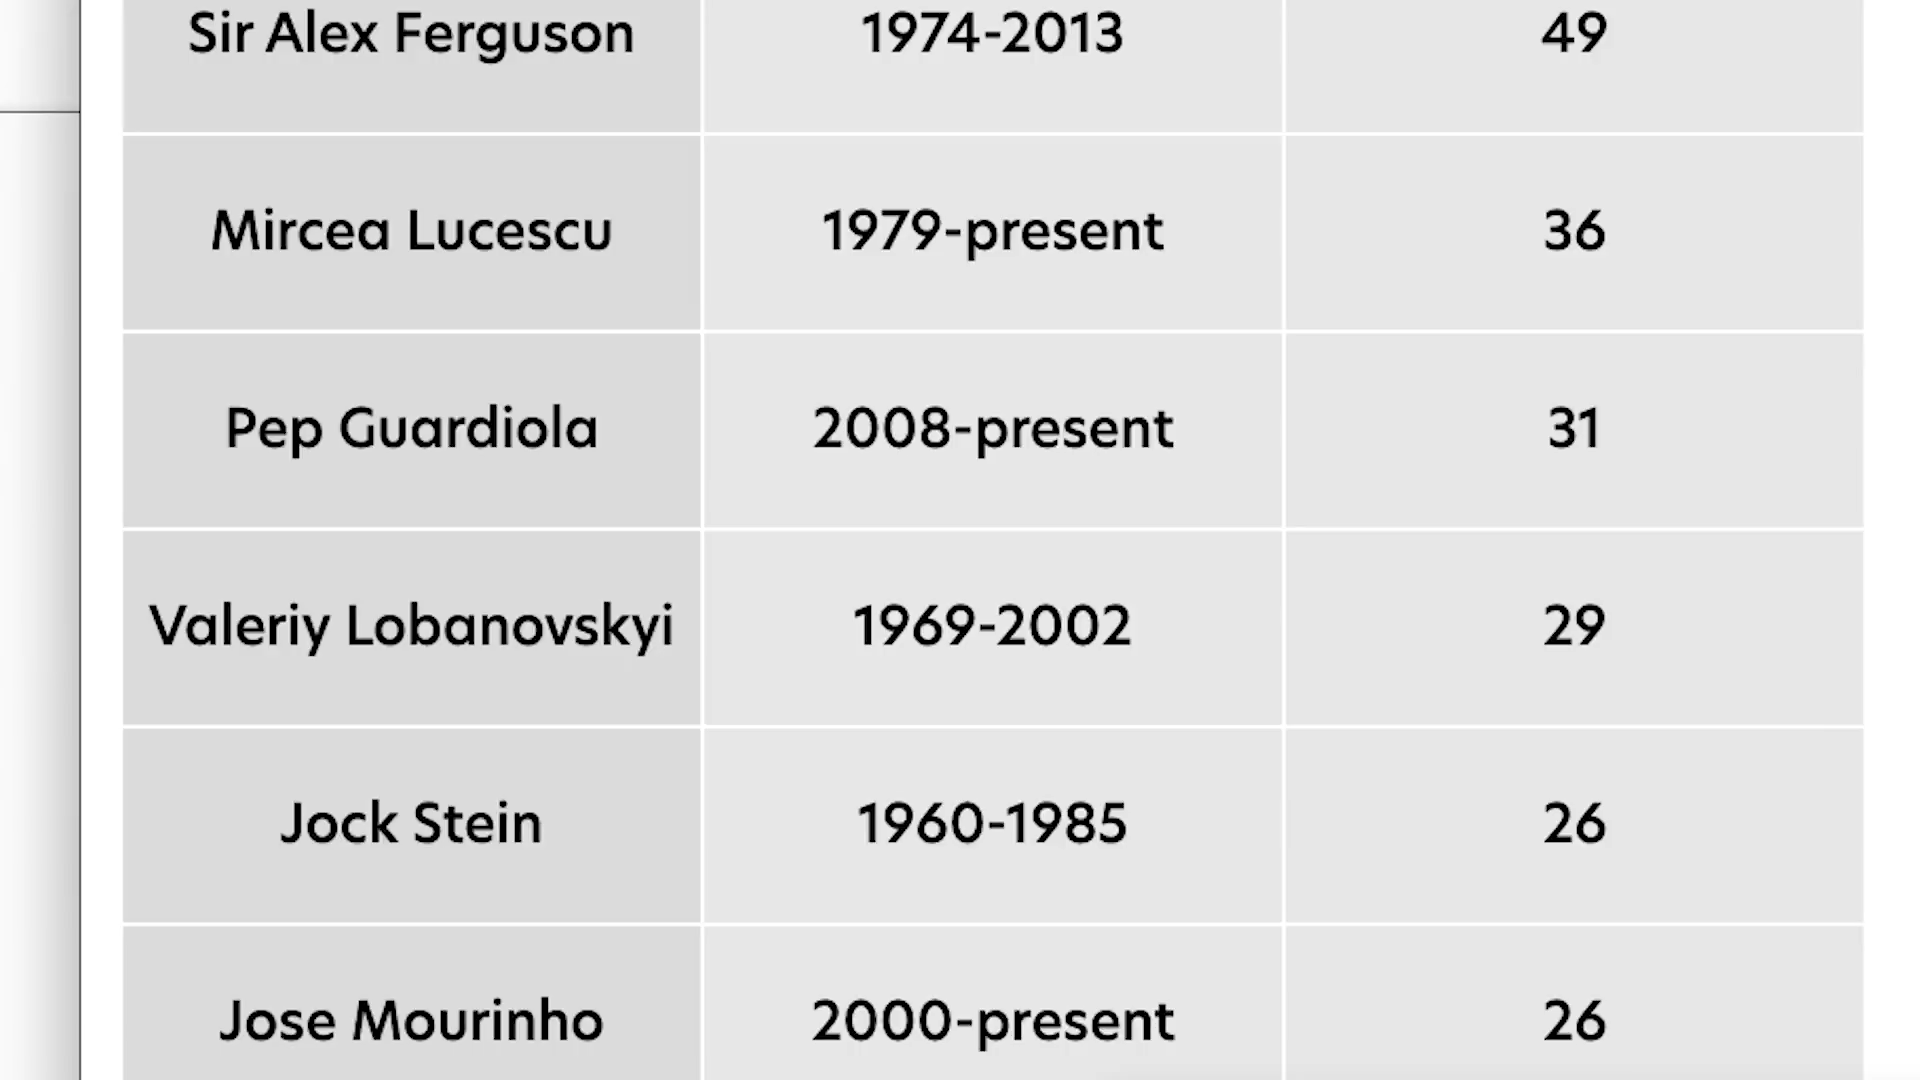 Sir Alex Ferguson 1974-2013 49
Mircea Lucescu 1979-present 36
Pep Guardiola 2008-present 31
Valeriy Lobanovskyi 1969-2002 29
Jock Stein 1960-1985 26
Jose Mourinho 2000-present 26